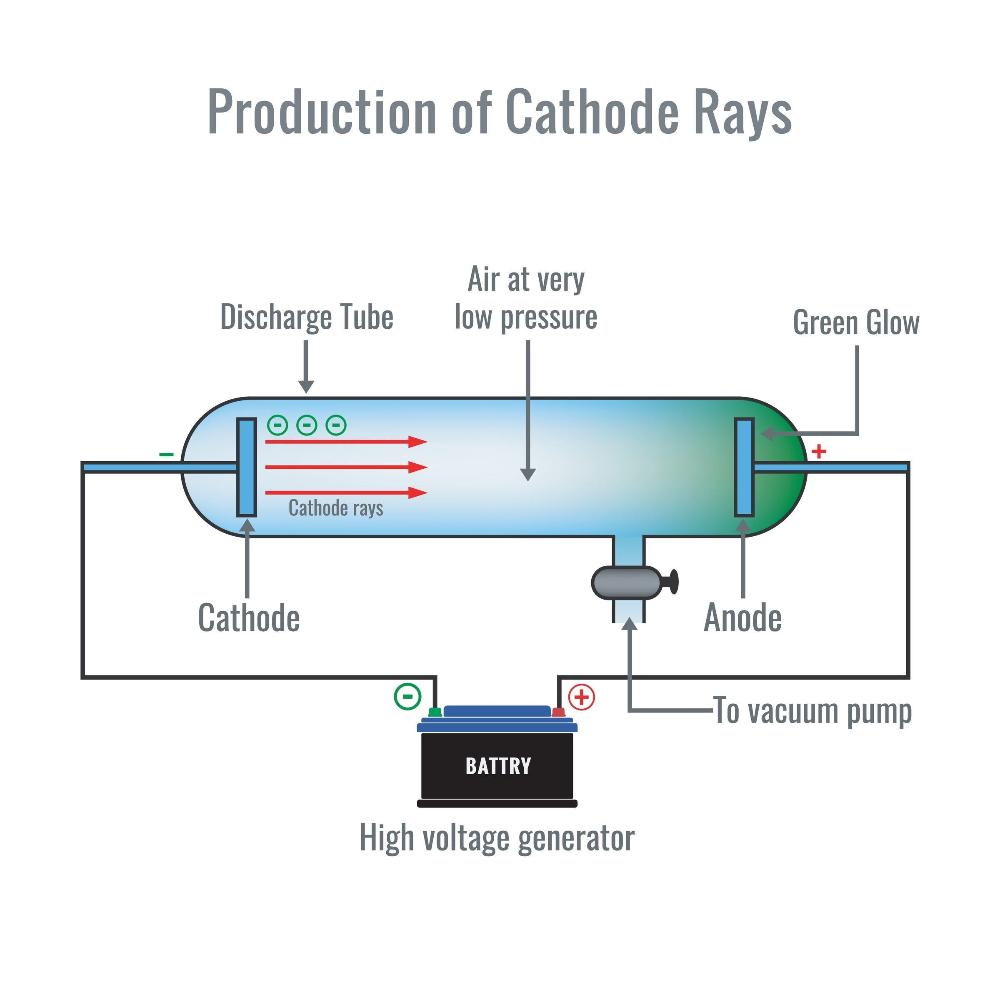 Production of Cathode Rays
Air at very
low pressure
Discharge Tube
Green Glow
- - -
−
+
Cathode rays
Cathode
Anode
- +
To vacuum pump
BATTRY
High voltage generator